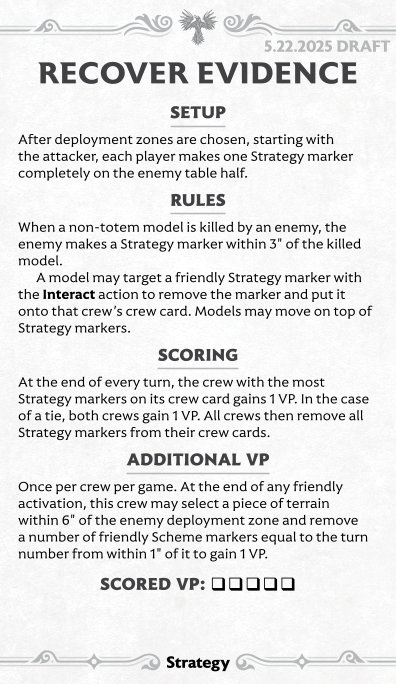 5.22.2025 DRAFT
RECOVER EVIDENCE
SETUP
After deployment zones are chosen, starting with
the attacker, each player makes one Strategy marker
completely on the enemy table half.
RULES
When a non-totem model is killed by an enemy, the
enemy makes a Strategy marker within 3" of the killed
model.
A model may target a friendly Strategy marker with
the Interact action to remove the marker and put it
onto that crew's crew card. Models may move on top of
Strategy markers.
SCORING
At the end of every turn, the crew with the most
Strategy markers on its crew card gains 1 VP. In the case
of a tie, both crews gain 1 VP. All crews then remove all
Strategy markers from their crew cards.
ADDITIONAL VP
Once per crew per game. At the end of any friendly
activation, this crew may select a piece of terrain
within 6" of the enemy deployment zone and remove
a number of friendly Scheme markers equal to the turn
number from within 1" of it to gain 1 VP.
SCORED VP: ❑ ❑ ❑ ❑ ❑
Strategy